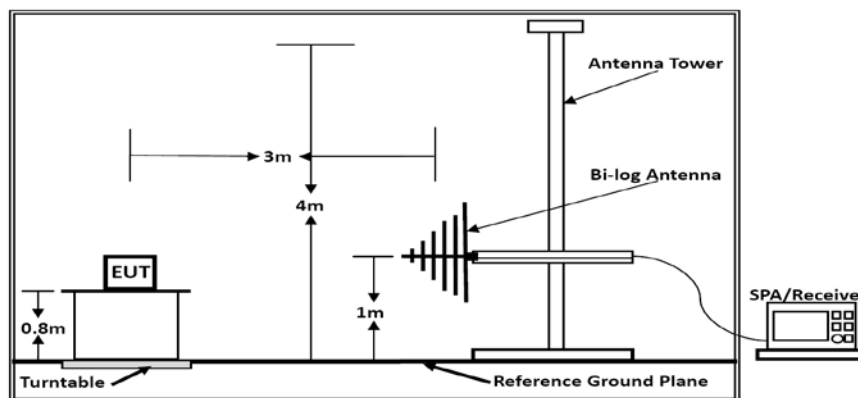 Antenna Tower
3m
Bi-log Antenna
4m
EUT
SPA/Receive
0.8m
1m
Turntable
Reference Ground Plane